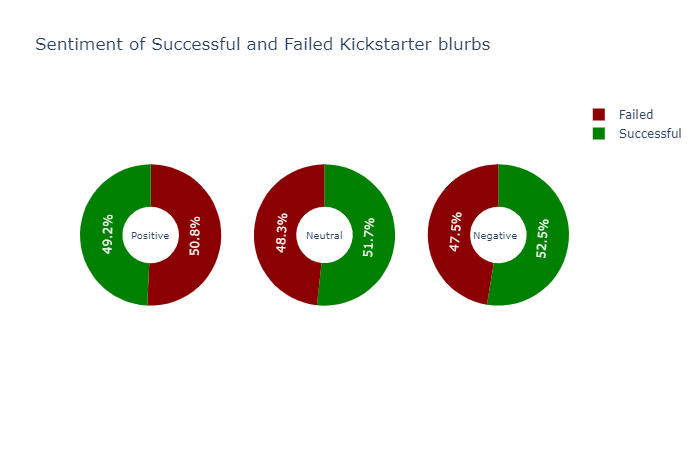 Sentiment of Successful and Failed Kickstarter blurbs
Failed
Successful
49.2%
Positive
50.8%
48.3%
Neutral
51.7%
47.5%
Negative
52.5%